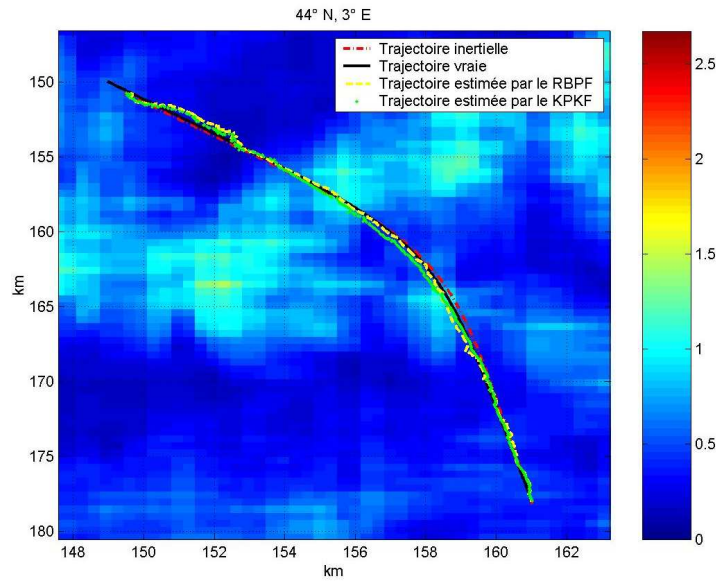 44° N, 3° E
Trajectoire inertielle
Trajectoire vraie
Trajectoire estimée par le RBPF
Trajectoire estimée par le KPKF
150
155
160
165
170
175
180
km
148 150 152 154 156 158 160 162
km
2.5
2
1.5
1
0.5
0